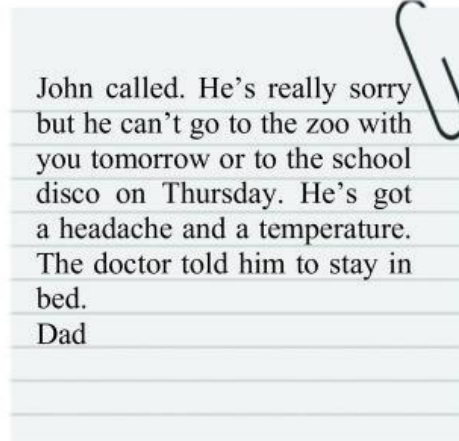 John called. He's really sorry
but he can't go to the zoo with
you tomorrow or to the school
disco on Thursday. He's got
a headache and a temperature.
The doctor told him to stay in
bed.
Dad